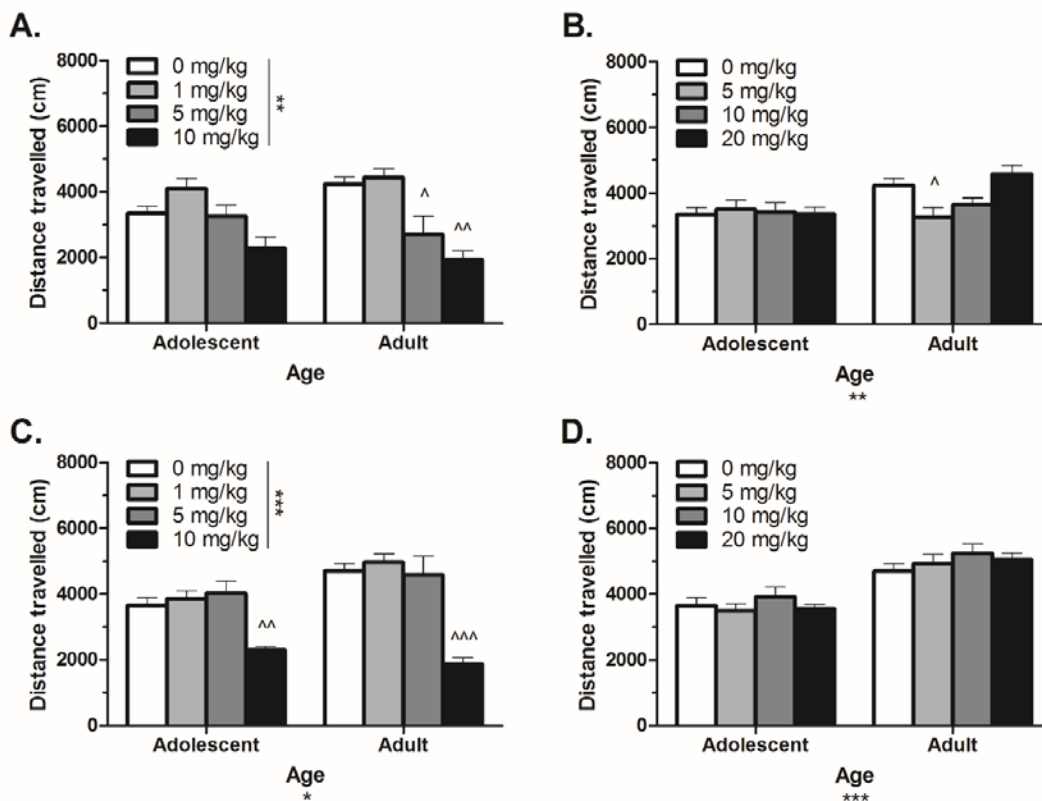 A.
0 mg/kg
1 mg/kg
5 mg/kg
10 mg/kg
**
8000
6000
4000
2000
0
Distance travelled (cm)
^
^^
Adolescent Adult
Age
B.
0 mg/kg
5 mg/kg
10 mg/kg
20 mg/kg
8000
6000
4000
2000
0
Distance travelled (cm)
^
Adolescent Adult
Age
**
C.
0 mg/kg
1 mg/kg
5 mg/kg
10 mg/kg
***
8000
6000
4000
2000
0
Distance travelled (cm)
^^
^^^
Adolescent Adult
Age
*
D.
0 mg/kg
5 mg/kg
10 mg/kg
20 mg/kg
8000
6000
4000
2000
0
Distance travelled (cm)
Adolescent Adult
Age
***